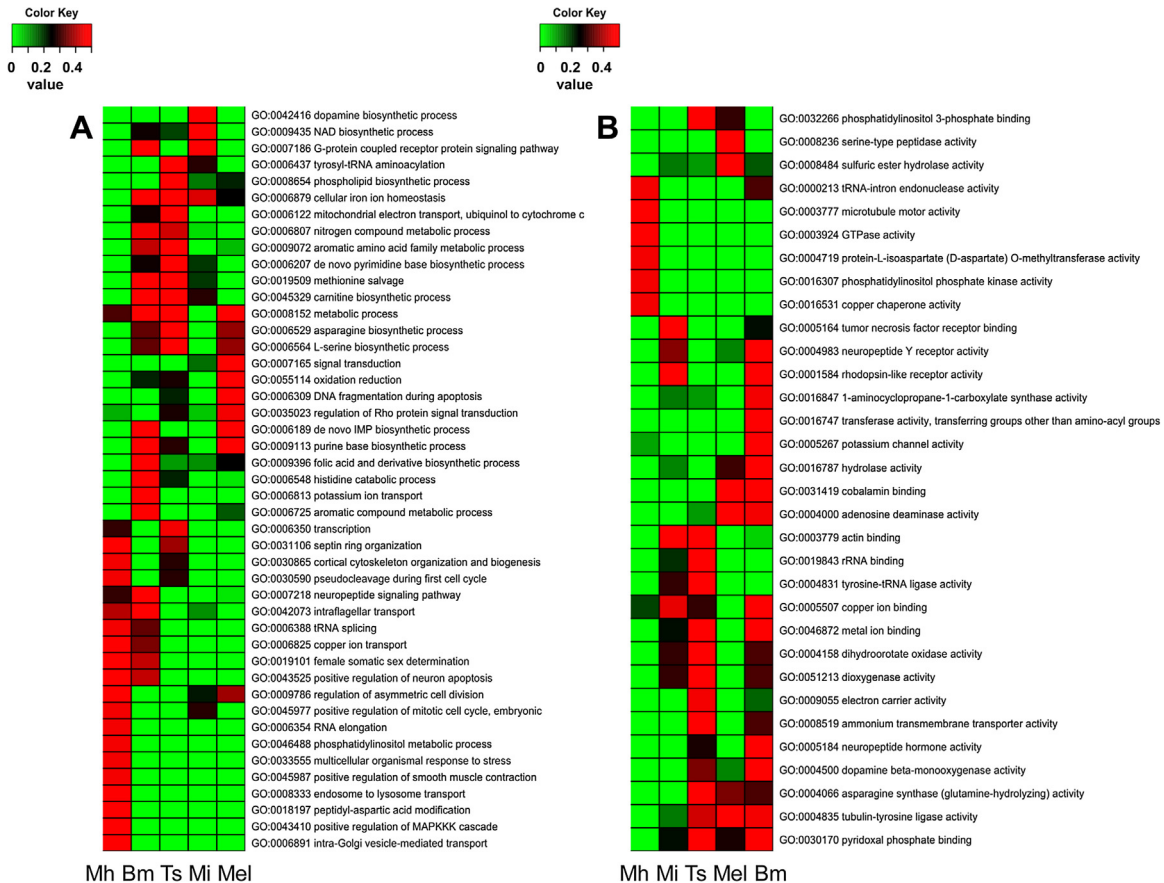 Color Key
0 0.2 0.4
value
A
GO:0042416 dopamine biosynthetic process
GO:0009435 NAD biosynthetic process
GO:0007186 G-protein coupled receptor protein signaling pathway
GO:0006437 tyrosyl-tRNA aminoacylation
GO:0008654 phospholipid biosynthetic process
GO:0006879 cellular iron ion homeostasis
GO:0006122 mitochondrial electron transport, ubiquinol to cytochrome c
GO:0006807 nitrogen compound metabolic process
GO:0009072 aromatic amino acid family metabolic process
GO:0006207 de novo pyrimidine base biosynthetic process
GO:0019509 methionine salvage
GO:0045329 carnitine biosynthetic process
GO:0008152 metabolic process
GO:0006529 asparagine biosynthetic process
GO:0006564 L-serine biosynthetic process
GO:0007165 signal transduction
GO:0055114 oxidation reduction
GO:0006309 DNA fragmentation during apoptosis
GO:0035023 regulation of Rho protein signal transduction
GO:0006189 de novo IMP biosynthetic process
GO:0009113 purine base biosynthetic process
GO:0009396 folic acid and derivative biosynthetic process
GO:0006548 histidine catabolic process
GO:0006813 potassium ion transport
GO:0006725 aromatic compound metabolic process
GO:0006350 transcription
GO:0031106 septin ring organization
GO:0030865 cortical cytoskeleton organization and biogenesis
GO:0030590 pseudocleavage during first cell cycle
GO:0007218 neuropeptide signaling pathway
GO:0042073 intraflagellar transport
GO:0006388 tRNA splicing
GO:0006825 copper ion transport
GO:0019101 female somatic sex determination
GO:0043525 positive regulation of neuron apoptosis
GO:0009786 regulation of asymmetric cell division
GO:0045977 positive regulation of mitotic cell cycle, embryonic
GO:0006354 RNA elongation
GO:0046488 phosphatidylinositol metabolic process
GO:0033555 multicellular organismal response to stress
GO:0045987 positive regulation of smooth muscle contraction
GO:0008333 endosome to lysosome transport
GO:0018197 peptidyl-aspartic acid modification
GO:0043410 positive regulation of MAPKKK cascade
GO:0006891 intra-Golgi vesicle-mediated transport
Mh Bm Ts Mi Mel
Color Key
0 0.2 0.4
value
B
GO:0032266 phosphatidylinositol 3-phosphate binding
GO:0008236 serine-type peptidase activity
GO:0008484 sulfuric ester hydrolase activity
GO:0000213 tRNA-intron endonuclease activity
GO:0003777 microtubule motor activity
GO:0003924 GTPase activity
GO:0004719 protein-L-isoaspartate (D-aspartate) O-methyltransferase activity
GO:0016307 phosphatidylinositol phosphate kinase activity
GO:0016531 copper chaperone activity
GO:0005164 tumor necrosis factor receptor binding
GO:0004983 neuropeptide Y receptor activity
GO:0001584 rhodopsin-like receptor activity
GO:0016847 1-aminocyclopropane-1-carboxylate synthase activity
GO:0016747 transferase activity, transferring groups other than amino-acyl groups
GO:0005267 potassium channel activity
GO:0016787 hydrolase activity
GO:0031419 cobalamin binding
GO:0004000 adenosine deaminase activity
GO:0003779 actin binding
GO:0019843 rRNA binding
GO:0004831 tyrosine-tRNA ligase activity
GO:0005507 copper ion binding
GO:0046872 metal ion binding
GO:0004158 dihydroorotate oxidase activity
GO:0051213 dioxygenase activity
GO:0009055 electron carrier activity
GO:0008519 ammonium transmembrane transporter activity
GO:0005184 neuropeptide hormone activity
GO:0004500 dopamine beta-monooxygenase activity
GO:0004066 asparagine synthase (glutamine-hydrolyzing) activity
GO:0004835 tubulin-tyrosine ligase activity
GO:0030170 pyridoxal phosphate binding
Mh Mi Ts Mel Bm